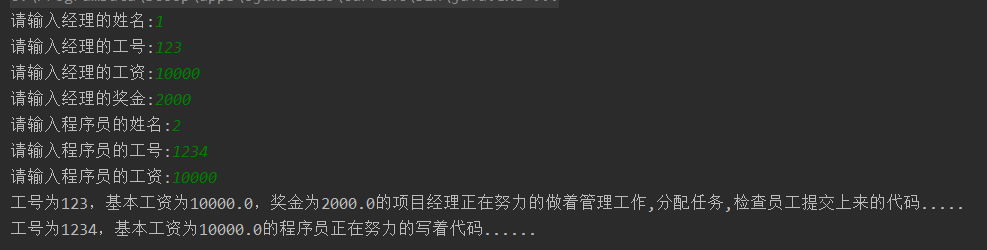 请输入经理的姓名:1
请输入经理的工号:123
请输入经理的工资:10000
请输入经理的奖金:2000
请输入程序员的姓名:2
请输入程序员的工号:1234
请输入程序员的工资:10000
工号为123，基本工资为10000.0，奖金为2000.0的项目经理正在努力的做着管理工作,分配任务,检查员工提交上来的代码.....
工号为1234，基本工资为10000.0的程序员正在努力的写着代码......